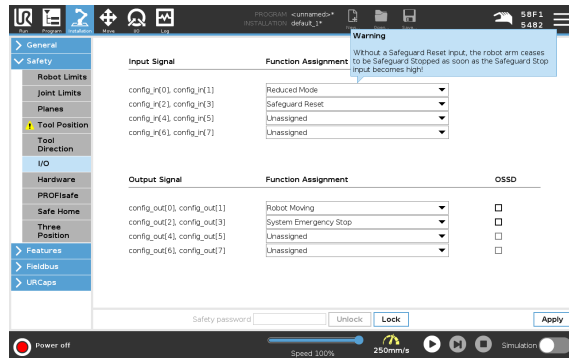 PROGRAM <unnamed>*
INSTALLATION default_1*
58F1
5482
Run
Program
Installation
Move
I/O
Log
Warning
Without a Safeguard Reset input, the robot arm ceases
to be Safeguard Stopped as soon as the Safeguard Stop
input becomes high!
General
Safety
Robot Limits
Joint Limits
Planes
Tool Position
Tool
Direction
I/O
Hardware
PROFIsafe
Safe Home
Three
Position
Features
Fieldbus
URCaps
Input Signal Function Assignment
config_in[0], config_in[1] Reduced Mode
config_in[2], config_in[3] Safeguard Reset
config_in[4], config_in[5] Unassigned
config_in[6], config_in[7] Unassigned
Output Signal Function Assignment OSSD
config_out[0], config_out[1] Robot Moving
config_out[2], config_out[3] System Emergency Stop
config_out[4], config_out[5] Unassigned
config_out[6], config_out[7] Unassigned
Safety password Unlock Lock Apply
Power off
Speed 100%
250mm/s
Simulation